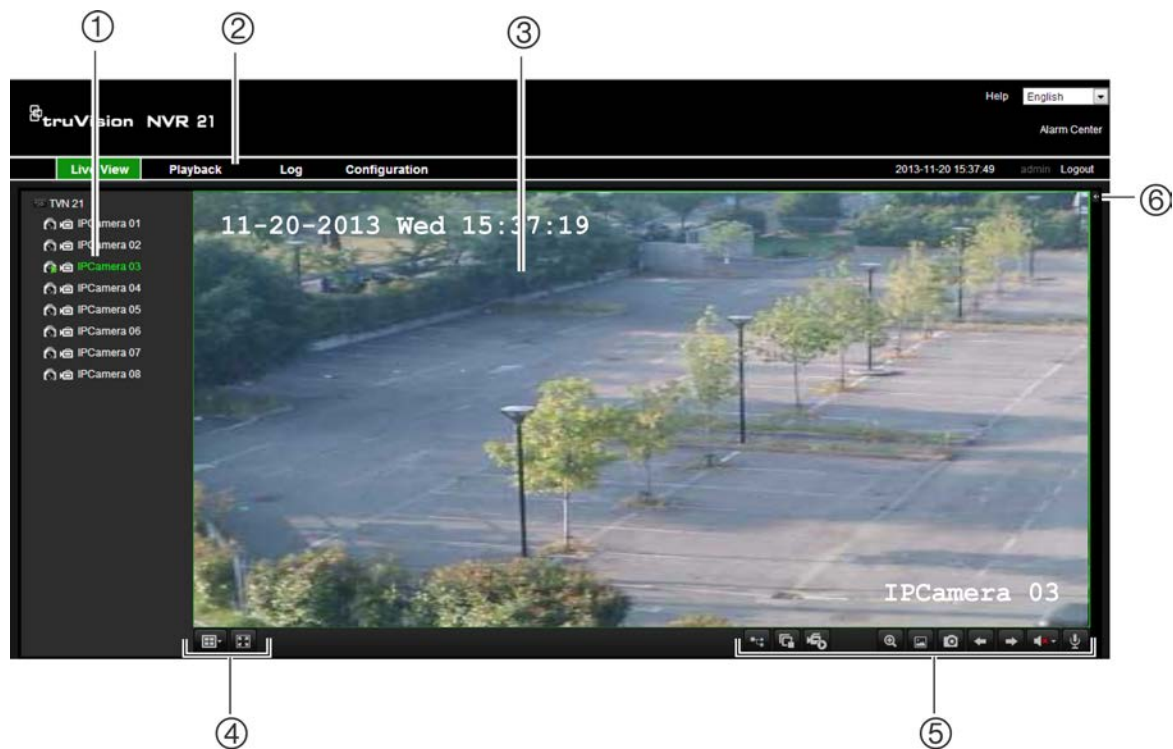 ① ② ③
truVision NVR 21
Help English
Alarm Center
Live View Playback Log Configuration 2013-11-20 15:37:49 admin Logout
⑥
TVN 21
IPCamera 01
IPCamera 02
IPCamera 03
IPCamera 04
IPCamera 05
IPCamera 06
IPCamera 07
IPCamera 08
11-20-2013 Wed 15:37:19
IPCamera 03
④ ⑤